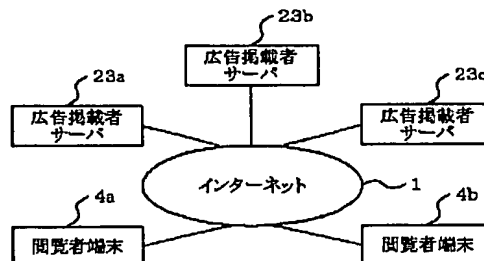 23b
広告掲載者
サーバ
23a
広告掲載者
サーバ
23c
広告掲載者
サーバ
インターネット
1
4a
閲覧者端末
4b
閲覧者端末